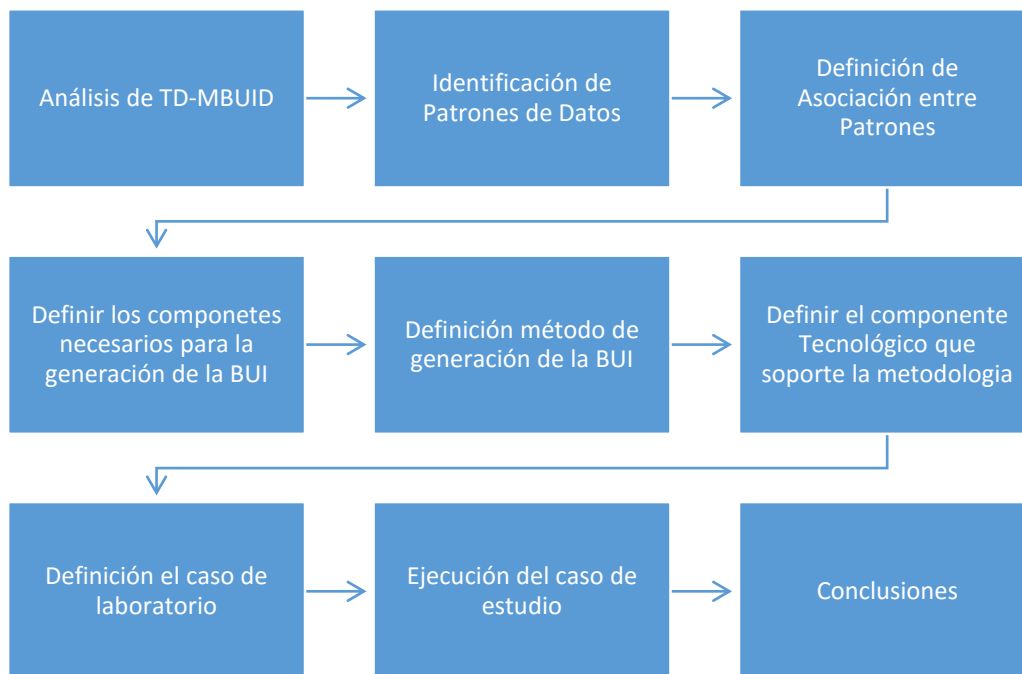 Análisis de TD-MBUID
Identificación de
Patrones de Datos
Definición de
Asociación entre
Patrones
Definir los componetes
necesarios para la
generación de la BUI
Definición método de
generación de la BUI
Definir el componente
Tecnológico que
soporte la metodologia
Definición el caso de
laboratorio
Ejecución del caso de
estudio
Conclusiones